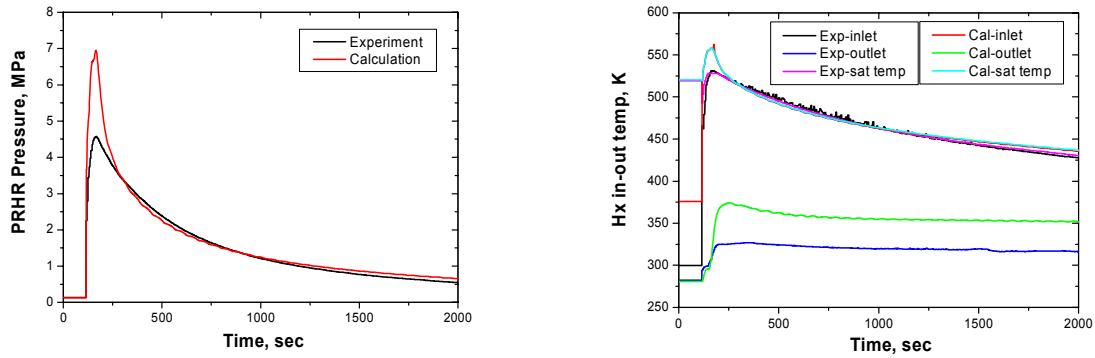 PRHR Pressure, MPa
8
7
6
5
4
3
2
1
0
Experiment
Calculation
0 500 1000 1500 2000
Time, sec
Hx in-out temp, K
600
550
500
450
400
350
300
250
Exp-inlet
Exp-outlet
Exp-sat temp
Cal-inlet
Cal-outlet
Cal-sat temp
0 500 1000 1500 2000
Time, sec